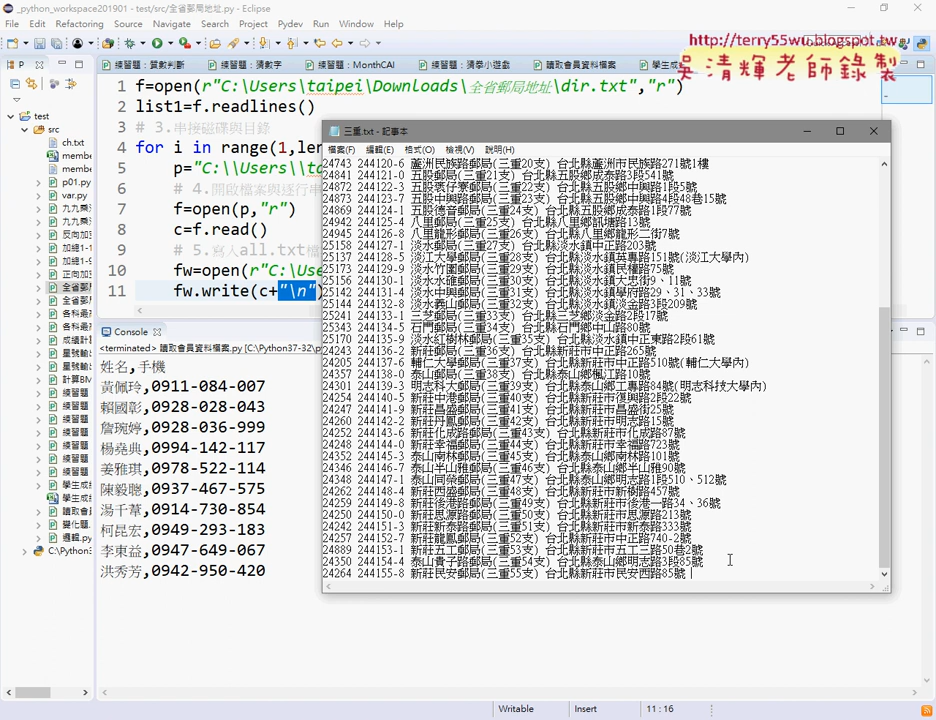 _python_workspace201901 - test/src/全省郵局地址.py - Eclipse
File Edit Refactoring Source Navigate Search Project Pydev Run Window Help
http://terry55wu.blogspot.tw
吳清輝老師錄製
練習題：質數判斷 練習題：猜數字 練習題：MonthCAl 練習題：猜學小遊戲 讀取會員資料檔案
1 f=open(r"C:\Users\taipei\Downloads\全省郵局地址\dir.txt","r")
2 list1=f.readlines()
3 # 3.串接磁碟與目錄
4 for i in range(1,len
5 p="C:\\Users\\ta
6 # 4.開啟檔案與逐行串
7 f=open(p,"r")
8 c=f.read()
9 # 5.寫入all.txt檔
10 fw=open(r"C:\Use
11 fw.write(c+"\n")
test
src
ch.txt
membe
membe
p01.py
var.py
Console
<terminated> 讀取會員資料檔案.py [C:\Python37-32\p
姓名,手機
黃佩玲,0911-084-007
賴國彰,0928-028-043
詹琬婷,0928-036-999
楊堯典,0994-142-117
姜雅琪,0978-522-114
陳毅聰,0937-467-575
湯千葦,0914-730-854
柯昆宏,0949-293-183
李東益,0947-649-067
洪秀芳,0942-950-420
三重.txt - 記事本
檔案(F) 編輯(E) 格式(O) 檢視(V) 說明(H)
24743 244120-6 蘆洲民族路郵局(三重20支) 台北縣蘆洲市民族路271號1樓
24841 244121-0 五股郵局(三重21支) 台北縣五股鄉成泰路3段541號
24872 244122-3 五股褒仔寮郵局(三重22支) 台北縣五股鄉中興路1段5號
24873 244123-7 五股中興路郵局(三重23支) 台北縣五股鄉中興路4段48巷15號
24869 244124-1 五股德音郵局(三重24支) 台北縣五股鄉成泰路1段77號
24942 244125-4 八里郵局(三重25支) 台北縣八里鄉訊塘路13號
24945 244126-8 八里龍形郵局(三重26支) 台北縣八里鄉龍形二街7號
25158 244127-1 淡水郵局(三重27支) 台北縣淡水鎮中正路203號
25137 244128-5 淡江大學郵局(三重28支) 台北縣淡水鎮英專路151號(淡江大學內)
25173 244129-9 淡水竹圍郵局(三重29支) 台北縣淡水鎮民權路75號
25156 244130-1 淡水水碓郵局(三重30支) 台北縣淡水鎮大忠街9、11號
25142 244131-4 淡水中興郵局(三重31支) 台北縣淡水鎮學府路29、31、33號
25144 244132-8 淡水義山郵局(三重32支) 台北縣淡水鎮淡金路3段209號
25241 244133-1 三芝郵局(三重33支) 台北縣三芝鄉淡金路2段17號
25343 244134-5 石門郵局(三重34支) 台北縣石門鄉中山路80號
25170 244135-9 淡水紅樹林郵局(三重35支) 台北縣淡水鎮中正東路2段61號
24243 244136-2 新莊郵局(三重36支) 台北縣新莊市中正路265號
24205 244137-6 輔仁大學郵局(三重37支) 台北縣新莊市中正路510號(輔仁大學內)
24357 244138-0 泰山郵局(三重38支) 台北縣泰山鄉楓江路10號
24301 244139-3 明志科大郵局(三重39支) 台北縣泰山鄉工專路84號(明志科技大學內)
24254 244140-5 新莊中港郵局(三重40支) 台北縣新莊市復興路2段22號
24247 244141-9 新莊昌盛郵局(三重41支) 台北縣新莊市昌盛街25號
24260 244142-2 新莊丹鳳郵局(三重42支) 台北縣新莊市明志路15號
24252 244143-6 新莊化成路郵局(三重43支) 台北縣新莊市化成路87號
24244 244144-0 新莊幸福郵局(三重44支) 台北縣新莊市幸福路723號
24352 244145-3 泰山南林郵局(三重45支) 台北縣泰山鄉南林路101號
24346 244146-7 泰山半山雅郵局(三重46支) 台北縣泰山鄉半山雅90號
24348 244147-1 泰山同榮郵局(三重47支) 台北縣泰山鄉明志路1段510、512號
24262 244148-4 新莊西盛郵局(三重48支) 台北縣新莊市新樹路457號
24259 244149-8 新莊後港路郵局(三重49支) 台北縣新莊市後港一路34、36號
24250 244150-0 新莊思源路郵局(三重50支) 台北縣新莊市思源路213號
24242 244151-3 新莊新泰路郵局(三重51支) 台北縣新莊市新泰路333號
24257 244152-7 新莊龍鳳郵局(三重52支) 台北縣新莊市中正路740-2號
24889 244153-1 新莊五工郵局(三重53支) 台北縣新莊市五工三路50巷2號
24350 244154-4 泰山貴子路郵局(三重54支) 台北縣泰山鄉明志路3段85號
24264 244155-8 新莊民安郵局(三重55支) 台北縣新莊市民安西路85號
Writable Insert 11 : 16